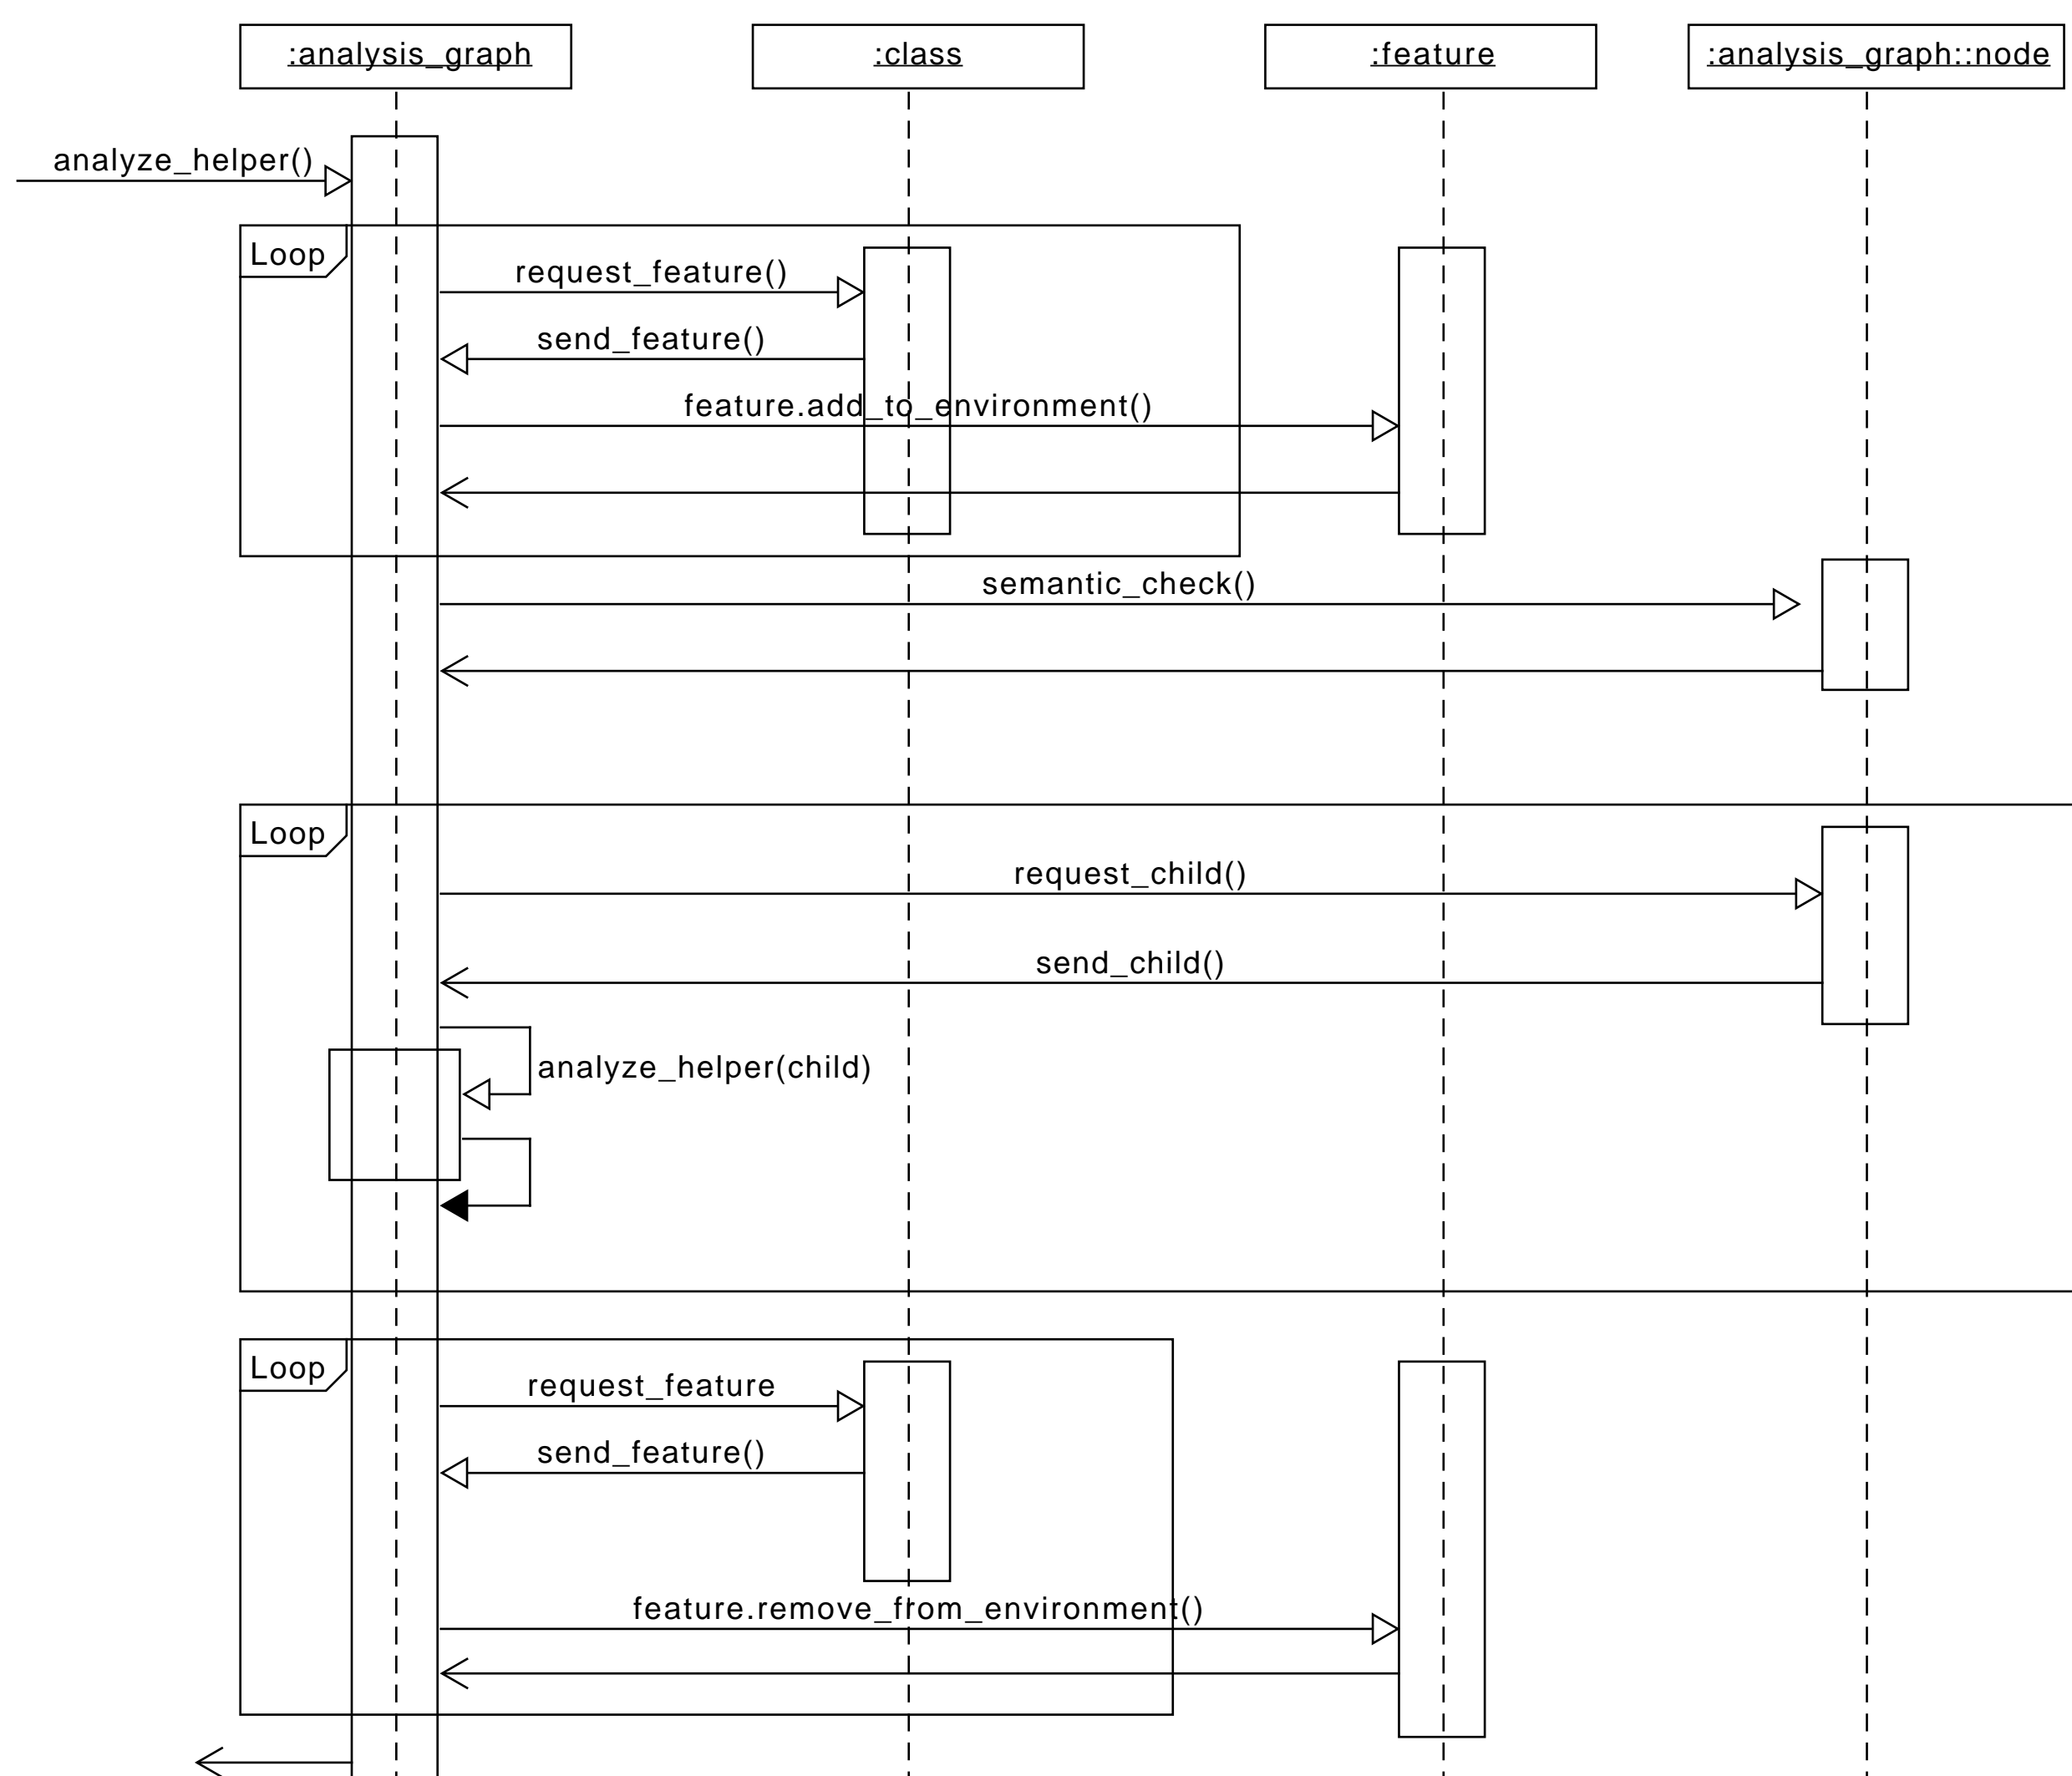 :analysis_graph
:class
:feature
:analysis_graph::node
analyze_helper()
Loop
request_feature()
send_feature()
feature.add_to_environment()
semantic_check()
Loop
request_child()
send_child()
analyze_helper(child)
Loop
request_feature
send_feature()
feature.remove_from_environment()